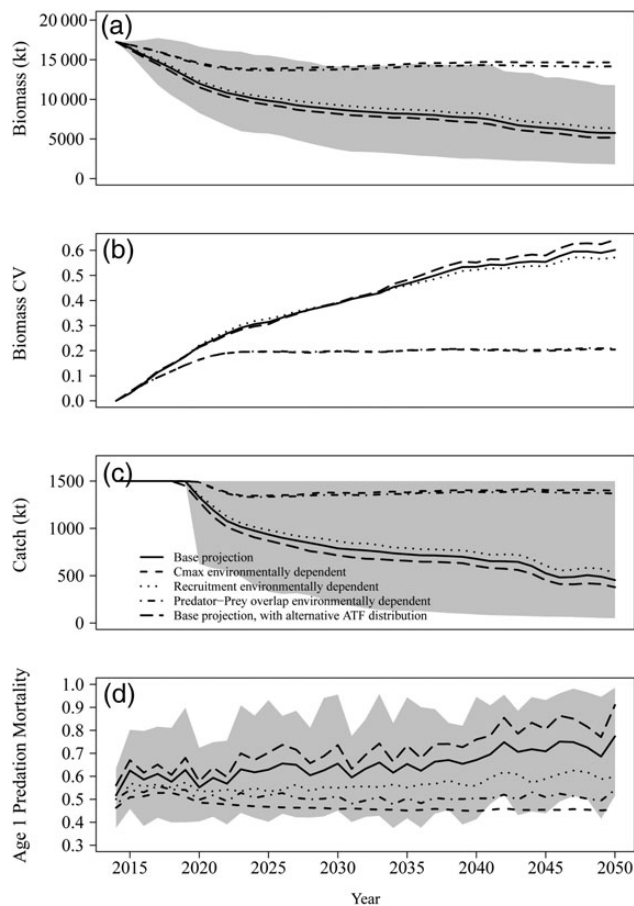 (a)
Biomass (kt)
20 000
15 000
10 000
5000
0
(b)
Biomass CV
0.6
0.5
0.4
0.3
0.2
0.1
0.0
(c)
Catch (kt)
1500
1000
500
0
Base projection
Cmax environmentally dependent
Recruitment environmentally dependent
Predator−Prey overlap environmentally dependent
Base projection, with alternative ATF distribution
(d)
Age 1 Predation Mortality
1.0
0.9
0.8
0.7
0.6
0.5
0.4
0.3
2015 2020 2025 2030 2035 2040 2045 2050
Year